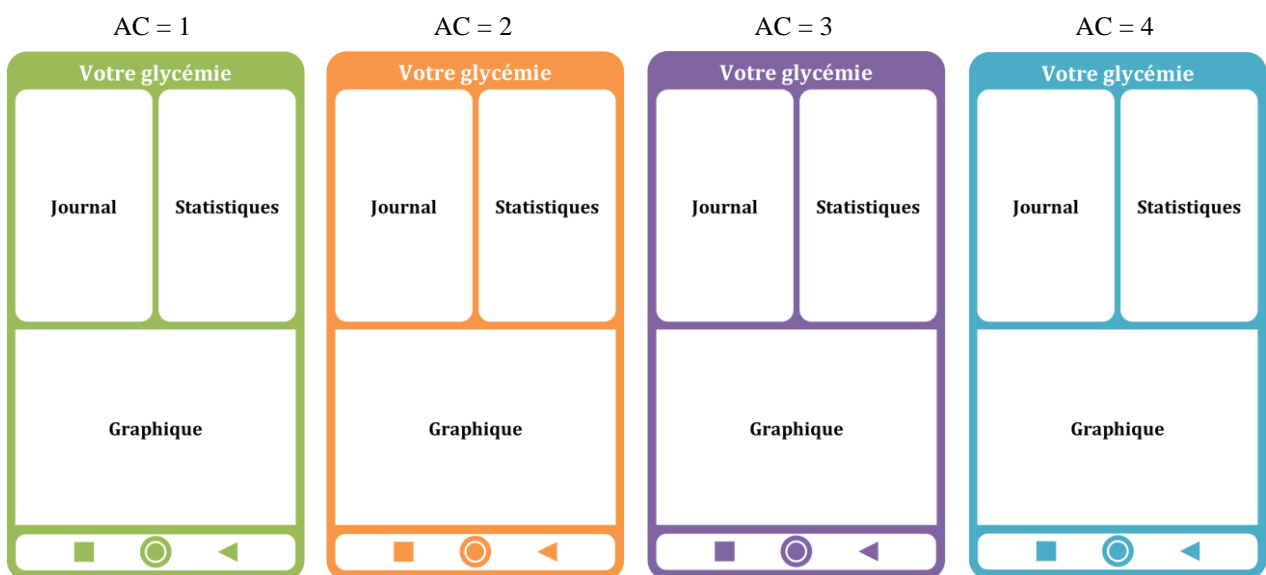 AC = 1
AC = 2
AC = 3
AC = 4
Votre glycémie
Votre glycémie
Votre glycémie
Votre glycémie
Journal
Statistiques
Journal
Statistiques
Journal
Statistiques
Journal
Statistiques
Graphique
Graphique
Graphique
Graphique